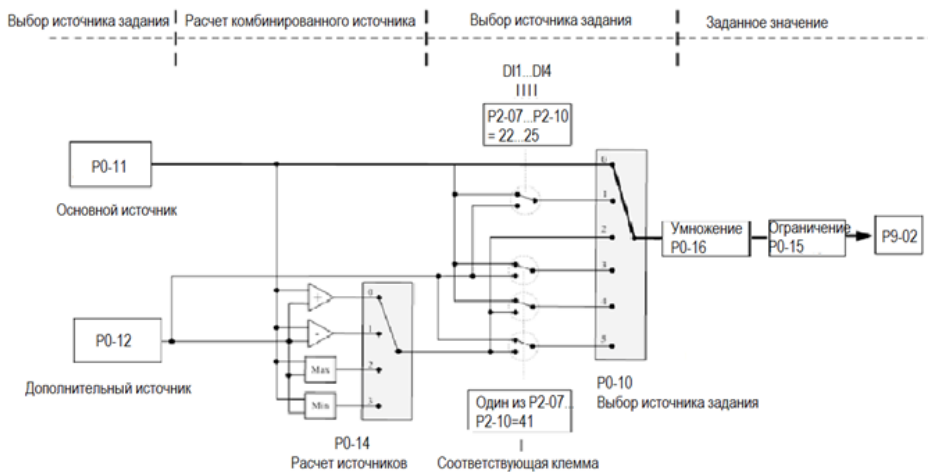 Выбор источника задания
Расчет комбинированного источника
Выбор источника задания
Заданное значение
DI1...DI4
P2-07...P2-10
= 22...25
P0-11
Основной источник
0
1
2
3
4
5
Умножение
P0-16
Ограничение
P0-15
P9-02
P0-12
Дополнительный источник
+
-
Max
Min
0
1
2
3
P0-10
Выбор источника задания
Один из P2-07...
P2-10=41
P0-14
Расчет источников
Соответствующая клемма